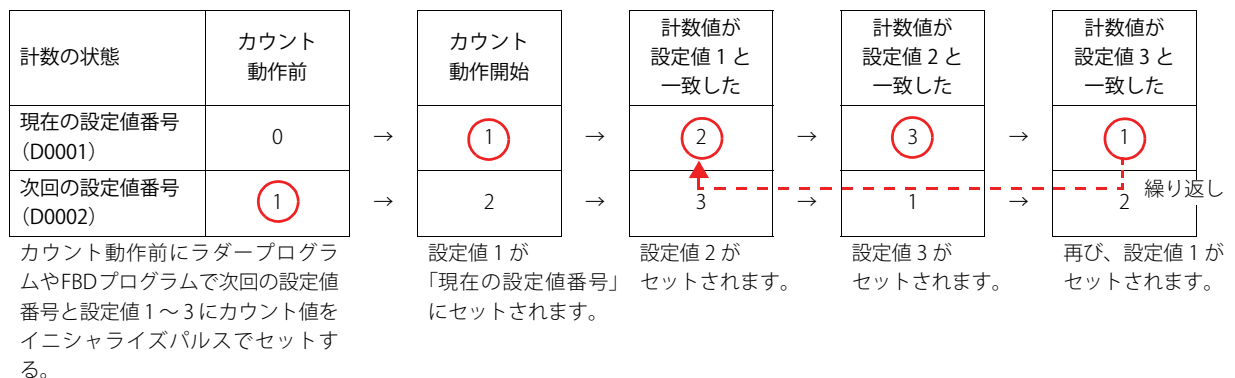 計数の状態
カウント
動作前
カウント
動作開始
計数値が
設定値 1 と
一致した
計数値が
設定値 2 と
一致した
計数値が
設定値 3 と
一致した
現在の設定値番号
（D0001）
0
→
1
→
2
→
3
→
1
次回の設定値番号
（D0002）
1
→
2
→
3
→
1
→
2
繰り返し
カウント動作前にラダープログラ
ムやFBDプログラムで次回の設定値
番号と設定値 1 ～ 3 にカウント値を
イニシャライズパルスでセットす
る。
設定値 1 が
「現在の設定値番号」
にセットされます。
設定値 2 が
セットされます。
設定値 3 が
セットされます。
再び、設定値 1 が
セットされます。